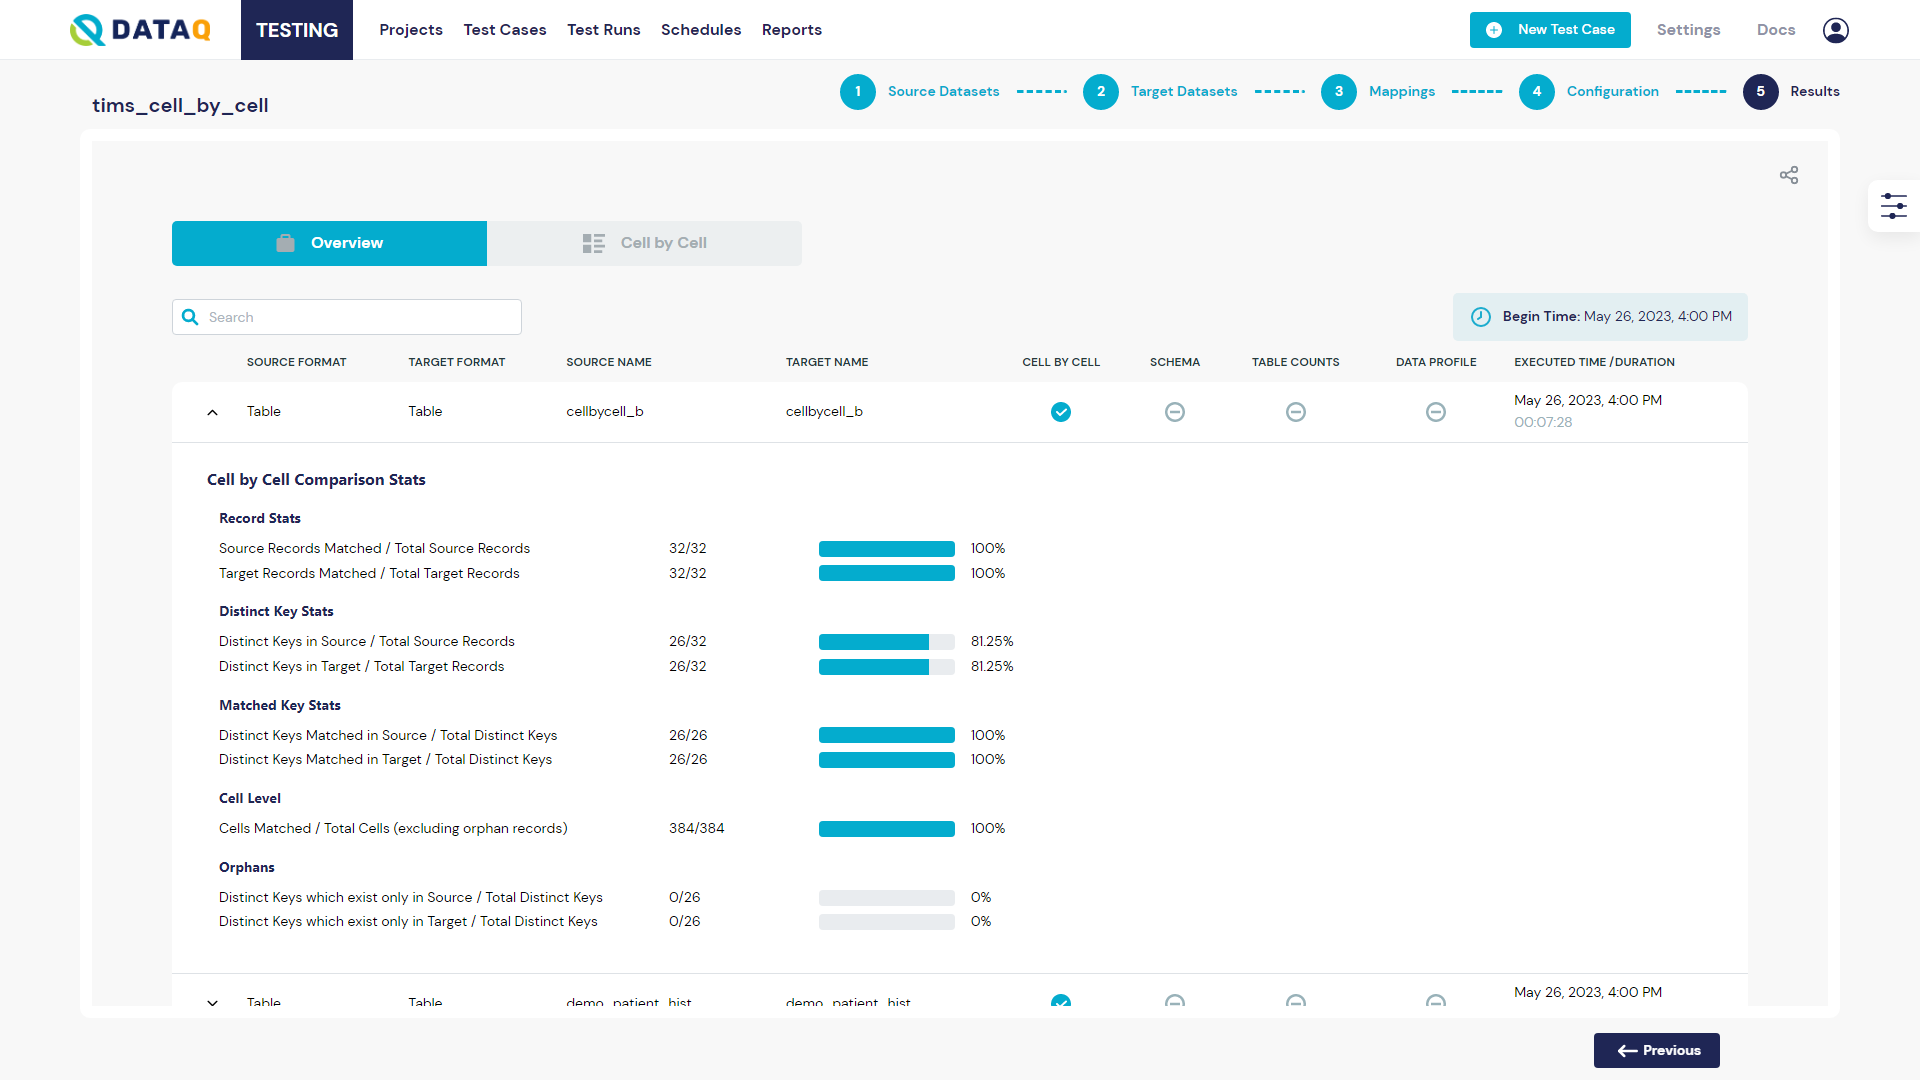 DATAQ TESTING Projects Test Cases Test Runs Schedules Reports New Test Case Settings Docs
tims_cell_by_cell
1 Source Datasets 2 Target Datasets 3 Mappings 4 Configuration 5 Results
Overview Cell by Cell
Search
Begin Time: May 26, 2023, 4:00 PM
SOURCE FORMAT TARGET FORMAT SOURCE NAME TARGET NAME CELL BY CELL SCHEMA TABLE COUNTS DATA PROFILE EXECUTED TIME /DURATION
Table Table cellbycell_b cellbycell_b May 26, 2023, 4:00 PM
00:07:28
Cell by Cell Comparison Stats
Record Stats
Source Records Matched / Total Source Records 32/32 100%
Target Records Matched / Total Target Records 32/32 100%
Distinct Key Stats
Distinct Keys in Source / Total Source Records 26/32 81.25%
Distinct Keys in Target / Total Target Records 26/32 81.25%
Matched Key Stats
Distinct Keys Matched in Source / Total Distinct Keys 26/26 100%
Distinct Keys Matched in Target / Total Distinct Keys 26/26 100%
Cell Level
Cells Matched / Total Cells (excluding orphan records) 384/384 100%
Orphans
Distinct Keys which exist only in Source / Total Distinct Keys 0/26 0%
Distinct Keys which exist only in Target / Total Distinct Keys 0/26 0%
Table Table demo_patient_hist demo_patient_hist May 26, 2023, 4:00 PM
Previous